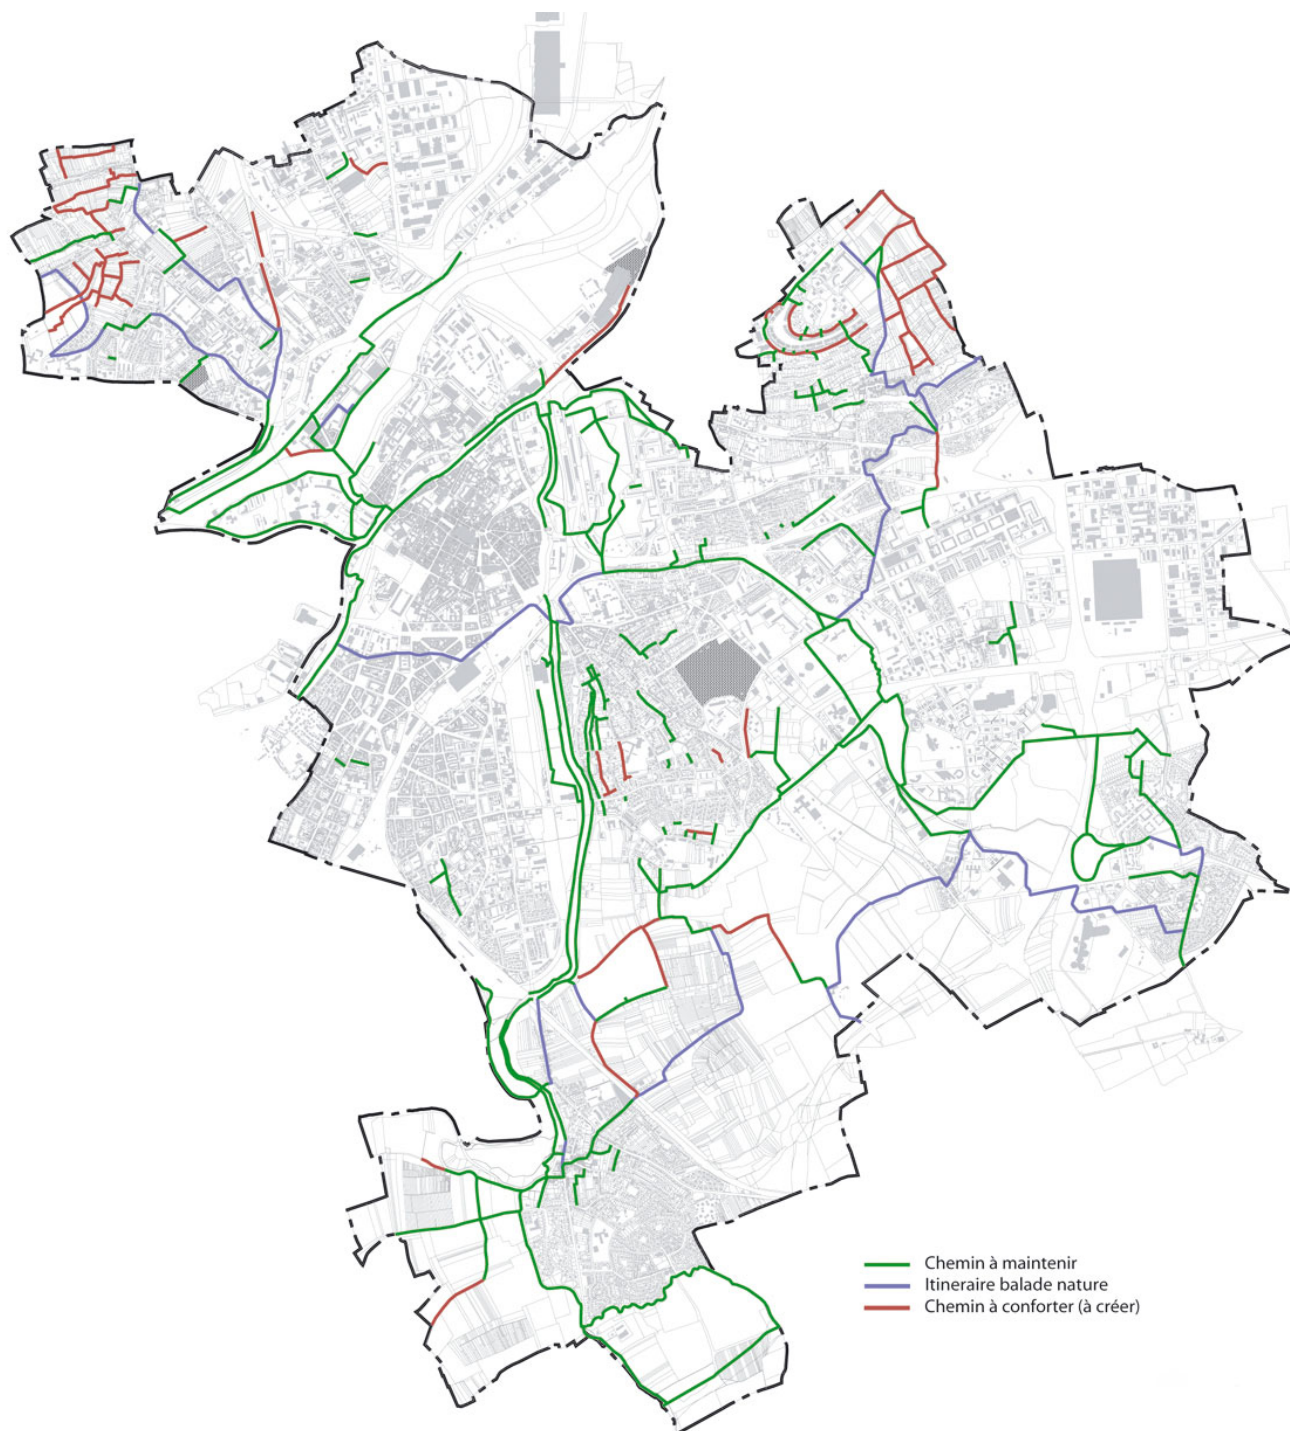 Chemin à maintenir
Itineraire balade nature
Chemin à conforter (à créer)